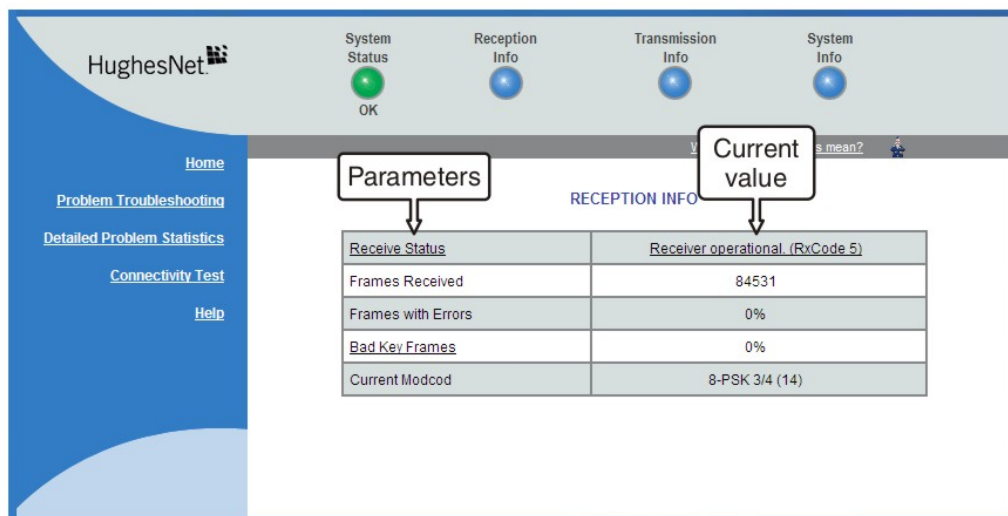 HughesNet.
System Status
OK
Reception Info
Transmission Info
System Info
s mean?
Home
Problem Troubleshooting
Detailed Problem Statistics
Connectivity Test
Help
Parameters
Current value
RECEPTION INFO
Receive Status
Receiver operational. (RxCode 5)
Frames Received
84531
Frames with Errors
0%
Bad Key Frames
0%
Current Modcod
8-PSK 3/4 (14)